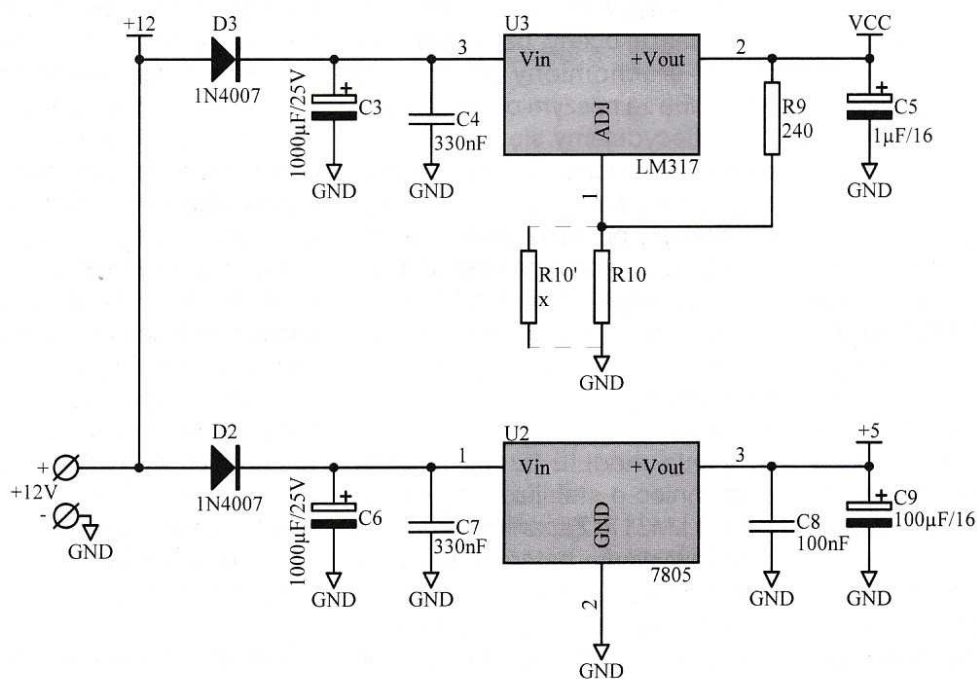 +12
D3
1N4007
1000µF/25V
+
C3
C4
330nF
3
U3
Vin
+Vout
ADJ
LM317
1
2
VCC
R9
240
+
C5
1µF/16
GND
GND
GND
R10'
x
R10
GND
+
+12V
-
GND
D2
1N4007
1000µF/25V
+
C6
C7
330nF
1
U2
Vin
+Vout
GND
7805
2
3
+5
C8
100nF
+
C9
100µF/16
GND
GND
GND
GND
GND